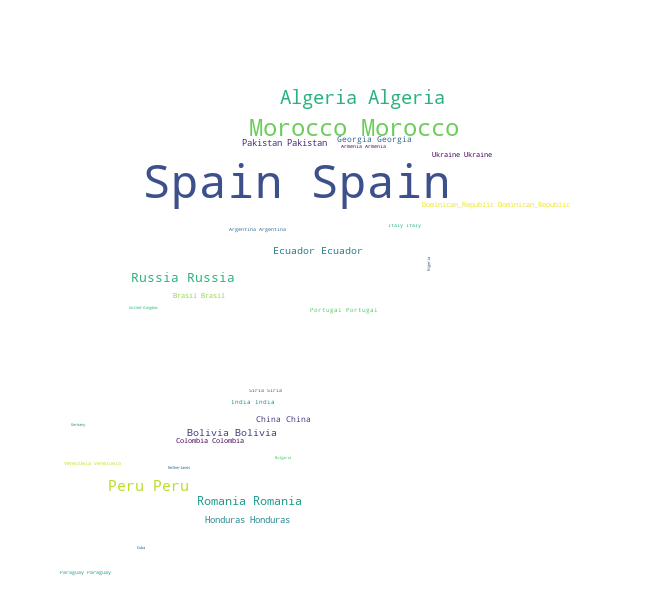 Algeria Algeria
Morocco Morocco
Georgia Georgia
Pakistan Pakistan
Armenia Armenia
Ukraine Ukraine
Spain Spain
Dominican_Republic Dominican_Republic
Italy Italy
Argentina Argentina
Ecuador Ecuador
Nigeria
Russia Russia
Brasil Brasil
United-Kingdom
Portugal Portugal
Siria Siria
india india
China China
Germany
Bolivia Bolivia
Colombia Colombia
Bulgaria
Venezuela Venezuela
Netherlands
Peru Peru
Romania Romania
Honduras Honduras
Cuba
Paraguay Paraguay